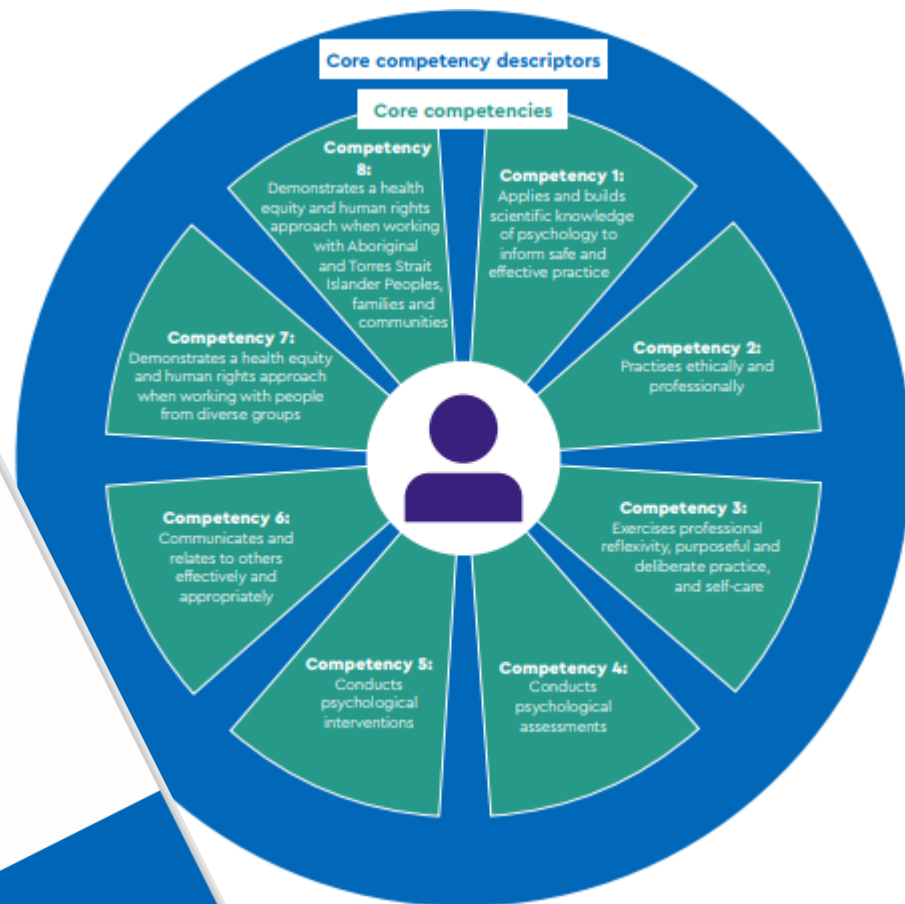 Core competency descriptors
Core competencies
Competency 1:
Applies and builds
scientific knowledge
of psychology to
inform safe and
effective practice
Competency 2:
Practises ethically and
professionally
Competency 3:
Exercises professional
reflexivity, purposeful and
deliberate practice,
and self-care
Competency 4:
Conducts
psychological
assessments
Competency 5:
Conducts
psychological
interventions
Competency 6:
Communicates and
relates to others
effectively and
appropriately
Competency 7:
Demonstrates a health equity
and human rights approach
when working with people
from diverse groups
Competency
8:
Demonstrates a health
equity and human rights
approach when working
with Aboriginal
and Torres Strait
Islander Peoples,
families and
communities